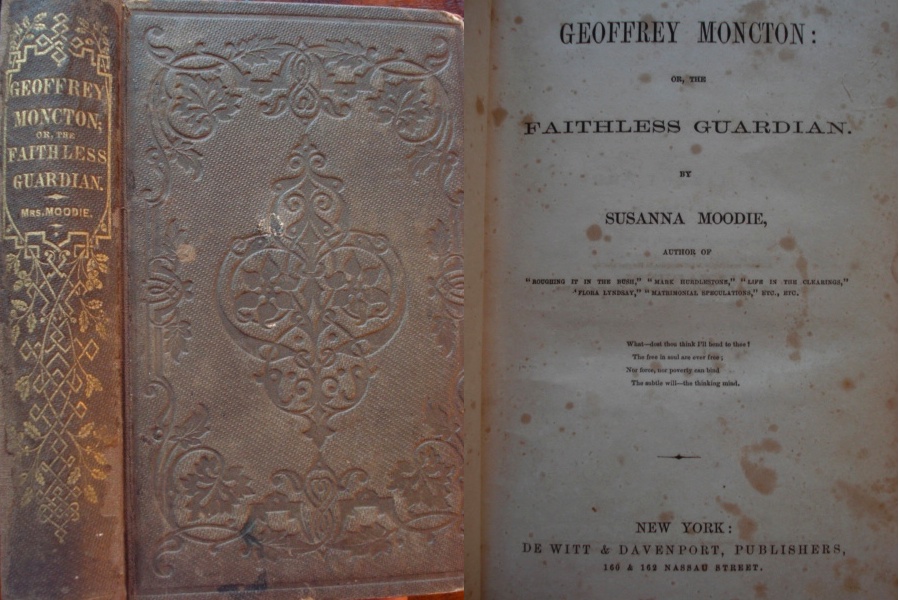 GEOFFREY
MONCTON;
OR, THE
FAITHLESS
GUARDIAN.
MRS. MOODIE.
GEOFFREY MONCTON:
OR, THE
FAITHLESS GUARDIAN.
BY
SUSANNA MOODIE,
AUTHOR OF
"ROUGHING IT IN THE BUSH," "MARK HURDLESTONE," "LIFE IN THE CLEARINGS,"
"FLORA LYNDSAY," "MATRIMONIAL SPECULATIONS," ETC., ETC.
What—dost thou think I'll bend to thee?
The free in soul are ever free;
Nor force, nor poverty can bind
The subtle will—the thinking mind.
NEW YORK:
DE WITT & DAVENPORT, PUBLISHERS,
160 & 162 NASSAU STREET.